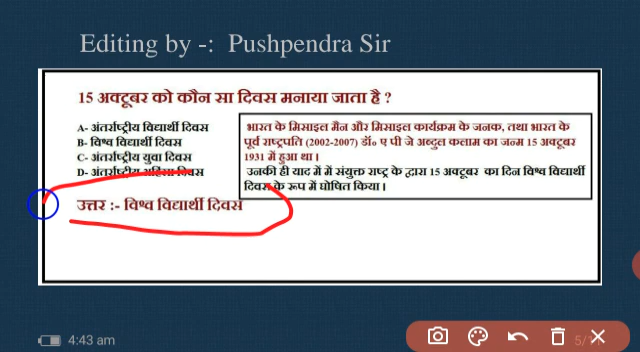 Editing by -: Pushpendra Sir
15 अक्टूबर को कौन सा दिवस मनाया जाता है ?
A- अंतर्राष्ट्रीय विद्यार्थी दिवस
B- विश्व विद्यार्थी दिवस
C- अंतर्राष्ट्रीय युवा दिवस
D- अंतर्राष्ट्रीय अहिंसा दिवस
भारत के मिसाइल मैन और मिसाइल कार्यक्रम के जनक, तथा भारत के
पूर्व राष्ट्रपति (2002-2007) डॉ० ए पी जे अब्दुल कलाम का जन्म 15 अक्टूबर
1931 में हुआ था ।
उनकी ही याद में में संयुक्त राष्ट्र के द्वारा 15 अक्टूबर का दिन विश्व विद्यार्थी
दिवस के रूप में घोषित किया ।
उत्तर :- विश्व विद्यार्थी दिवस
4:43 am